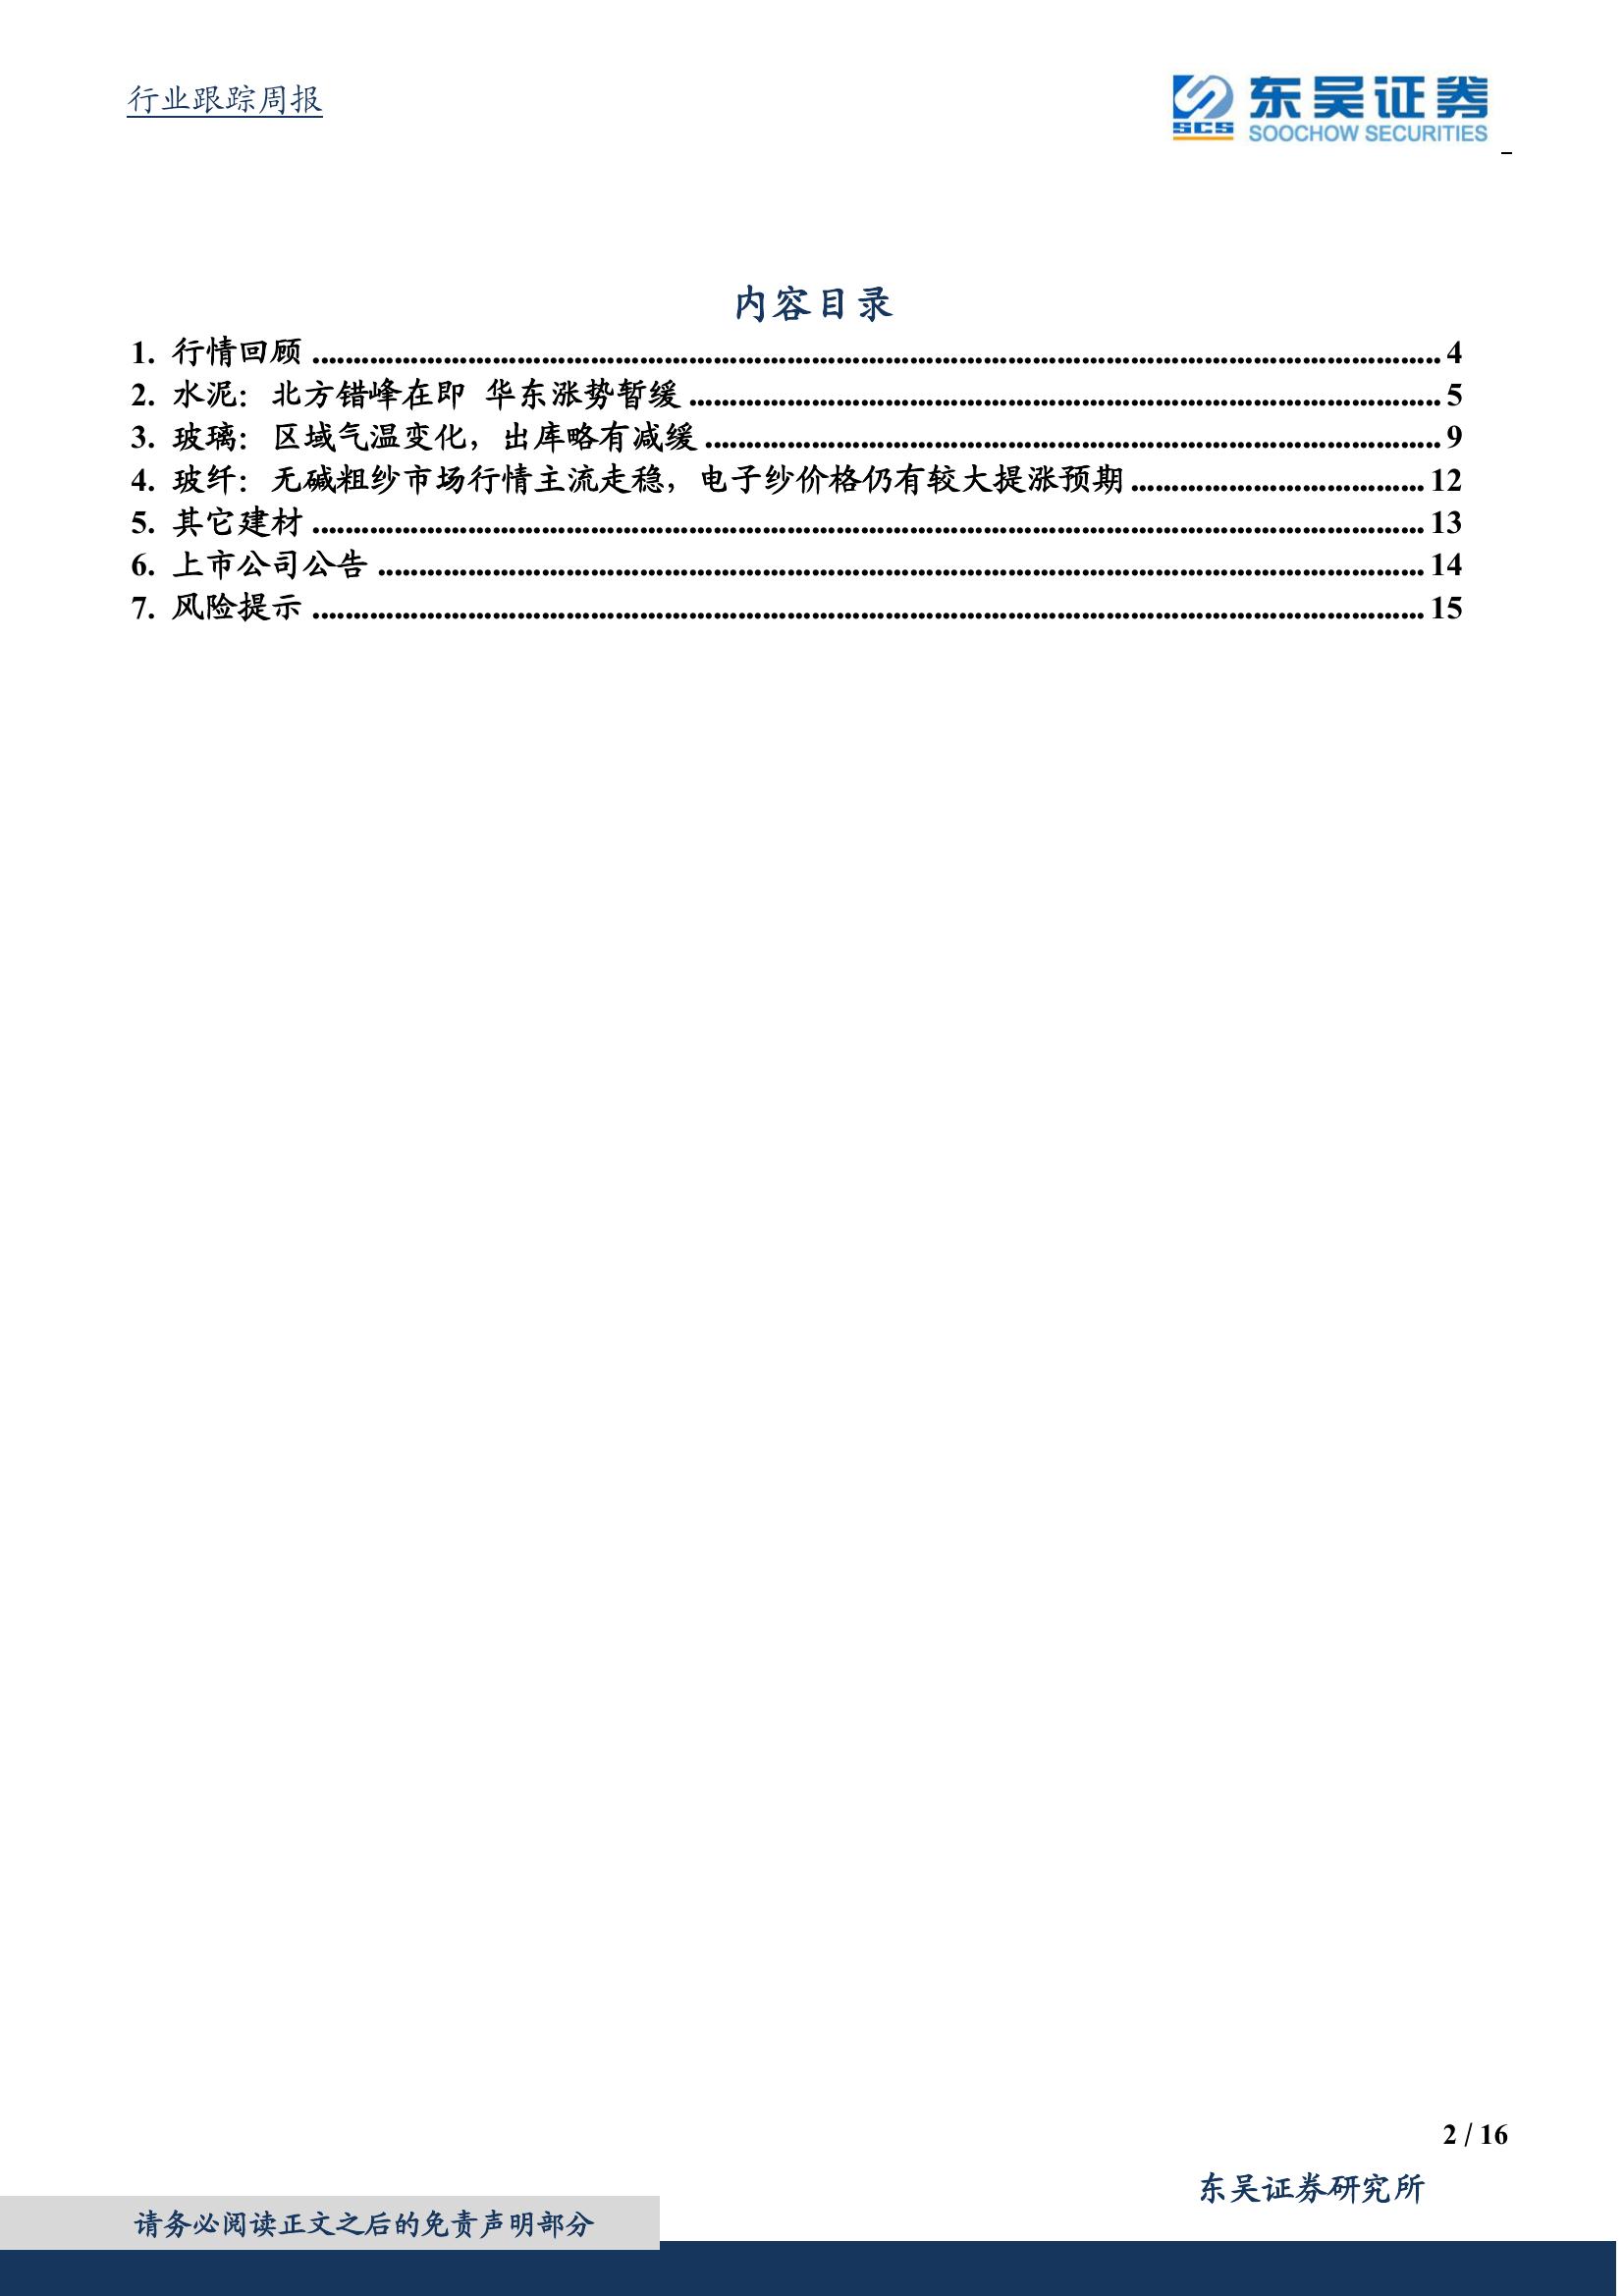 行业跟踪周报
东吴证券
SCS SOOCHOW SECURITIES
内容目录
1. 行情回顾 ........................................................ 4
2. 水泥：北方错峰在即 华东涨势暂缓 ........................................................ 5
3. 玻璃：区域气温变化，出库略有减缓 ........................................................ 9
4. 玻纤：无碱粗纱市场行情主流走稳，电子纱价格仍有较大提涨预期 ........................................................ 12
5. 其它建材 ........................................................ 13
6. 上市公司公告 ........................................................ 14
7. 风险提示 ........................................................ 15
2 / 16
东吴证券研究所
请务必阅读正文之后的免责声明部分